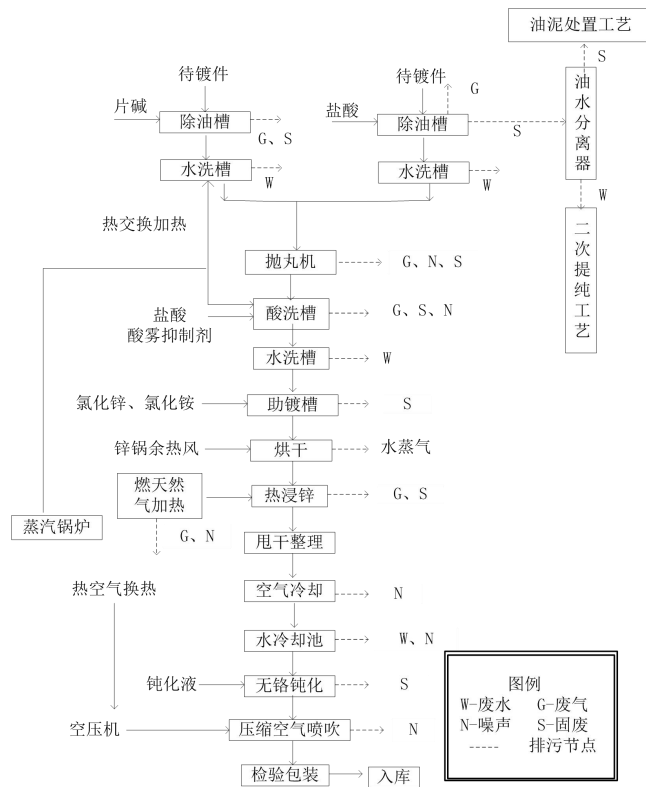 油泥处置工艺
S
待镀件
待镀件
G
片碱
除油槽
G、S
盐酸
除油槽
S
油水分离器
水洗槽
W
水洗槽
W
W
热交换加热
二次提纯工艺
抛丸机
G、N、S
盐酸
酸雾抑制剂
酸洗槽
G、S、N
水洗槽
W
氯化锌、氯化铵
助镀槽
S
锌锅余热风
烘干
水蒸气
燃天然
气加热
热浸锌
G、S
蒸汽锅炉
G、N
甩干整理
热空气换热
空气冷却
N
水冷却池
W、N
钝化液
无铬钝化
S
空压机
压缩空气喷吹
N
检验包装
入库
图例
W-废水 G-废气
N-噪声 S-固废
----- 排污节点